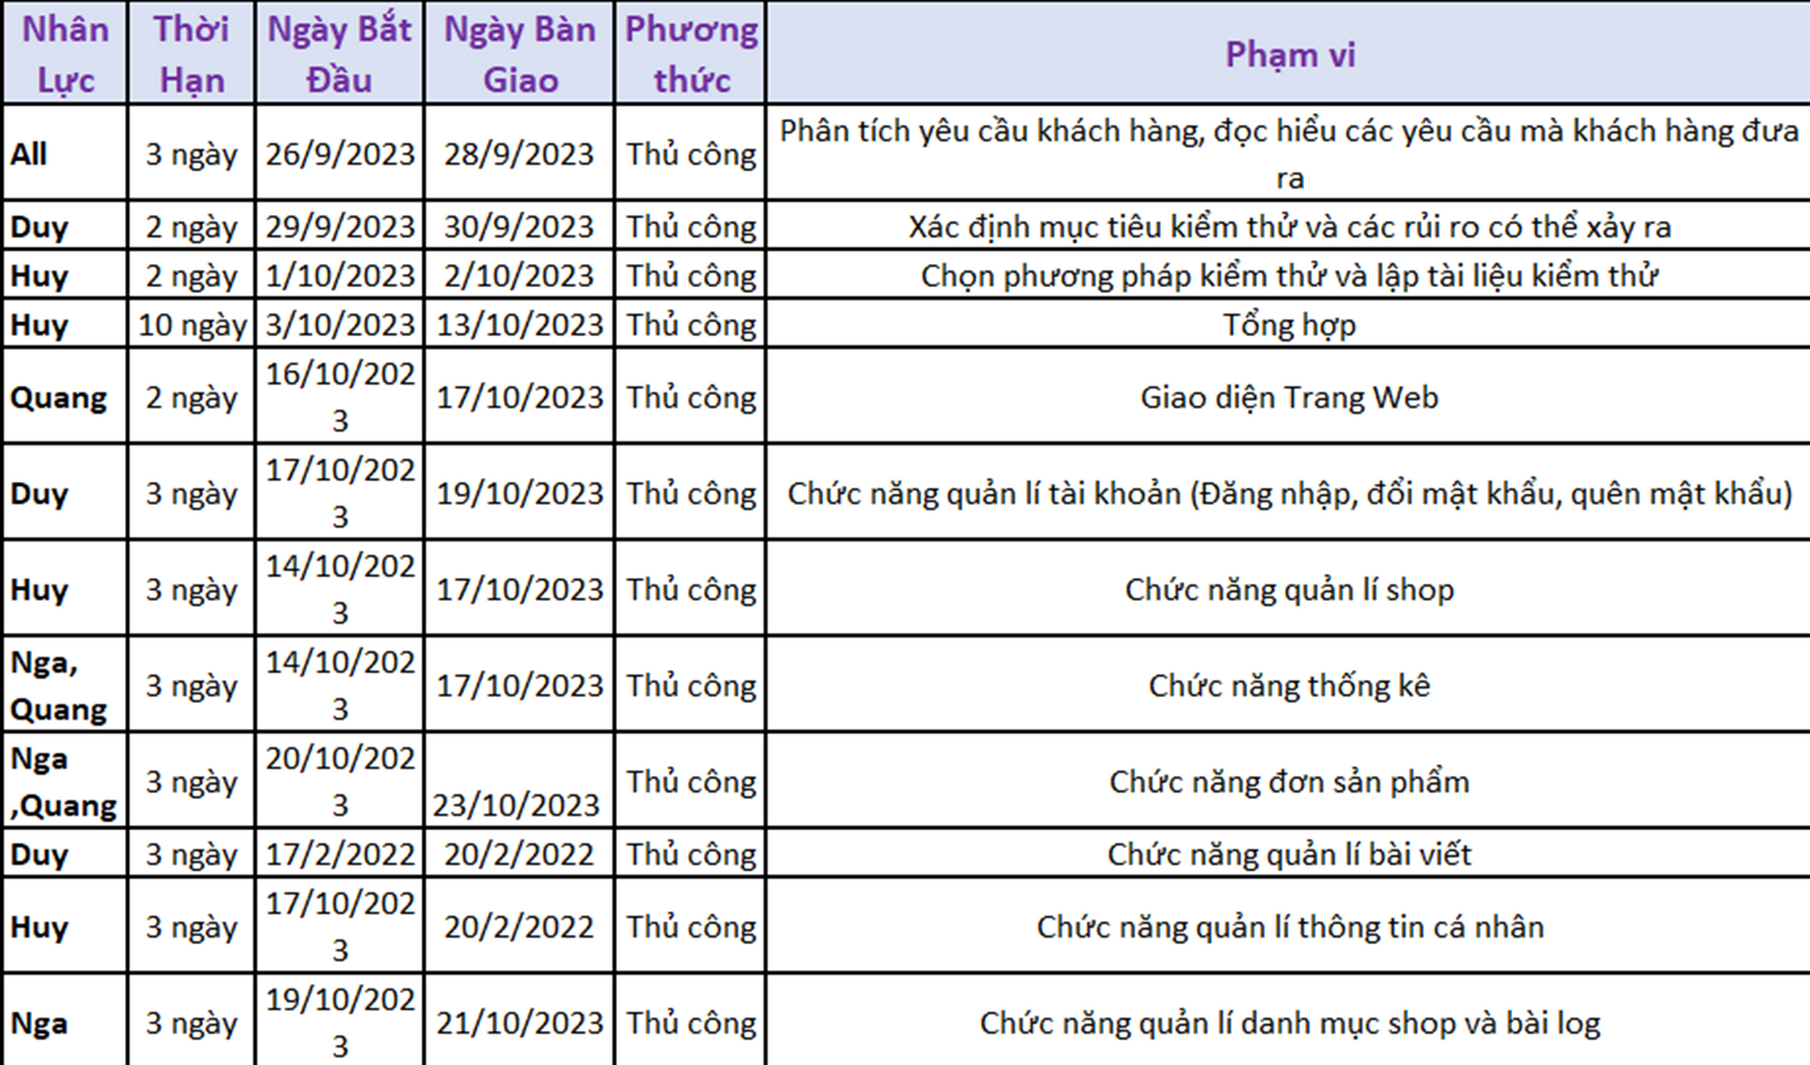 Nhân Lực | Thời Hạn | Ngày Bắt Đầu | Ngày Bàn Giao | Phương thức | Phạm vi
All | 3 ngày | 26/9/2023 | 28/9/2023 | Thủ công | Phân tích yêu cầu khách hàng, đọc hiểu các yêu cầu mà khách hàng đưa ra
Duy | 2 ngày | 29/9/2023 | 30/9/2023 | Thủ công | Xác định mục tiêu kiểm thử và các rủi ro có thể xảy ra
Huy | 2 ngày | 1/10/2023 | 2/10/2023 | Thủ công | Chọn phương pháp kiểm thử và lập tài liệu kiểm thử
Huy | 10 ngày | 3/10/2023 | 13/10/2023 | Thủ công | Tổng hợp
Quang | 2 ngày | 16/10/2023 | 17/10/2023 | Thủ công | Giao diện Trang Web
Duy | 3 ngày | 17/10/2023 | 19/10/2023 | Thủ công | Chức năng quản lí tài khoản (Đăng nhập, đổi mật khẩu, quên mật khẩu)
Huy | 3 ngày | 14/10/2023 | 17/10/2023 | Thủ công | Chức năng quản lí shop
Nga, Quang | 3 ngày | 14/10/2023 | 17/10/2023 | Thủ công | Chức năng thống kê
Nga ,Quang | 3 ngày | 20/10/2023 | 23/10/2023 | Thủ công | Chức năng đơn sản phẩm
Duy | 3 ngày | 17/2/2022 | 20/2/2022 | Thủ công | Chức năng quản lí bài viết
Huy | 3 ngày | 17/10/2023 | 20/2/2022 | Thủ công | Chức năng quản lí thông tin cá nhân
Nga | 3 ngày | 19/10/2023 | 21/10/2023 | Thủ công | Chức năng quản lí danh mục shop và bài log